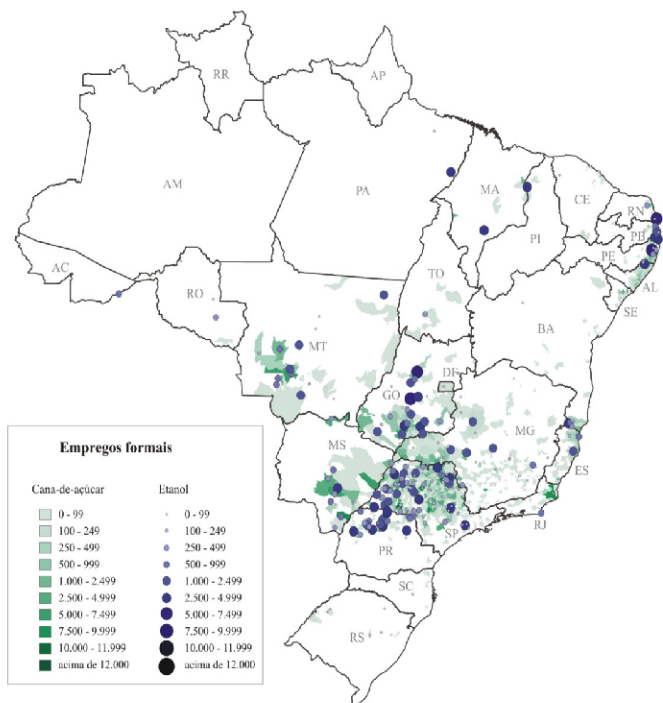 RR
AP
AM
PA
MA
CE
RN
PB
PI
PE
AL
SE
AC
RO
TO
BA
MT
DF
GO
MG
MS
ES
SP
RJ
PR
SC
RS
Empregos formais
Cana-de-açúcar Etanol
0 - 99 0 - 99
100 - 249 100 - 249
250 - 499 250 - 499
500 - 999 500 - 999
1.000 - 2.499 1.000 - 2.499
2.500 - 4.999 2.500 - 4.999
5.000 - 7.499 5.000 - 7.499
7.500 - 9.999 7.500 - 9.999
10.000 - 11.999 10.000 - 11.999
acima de 12.000 acima de 12.000